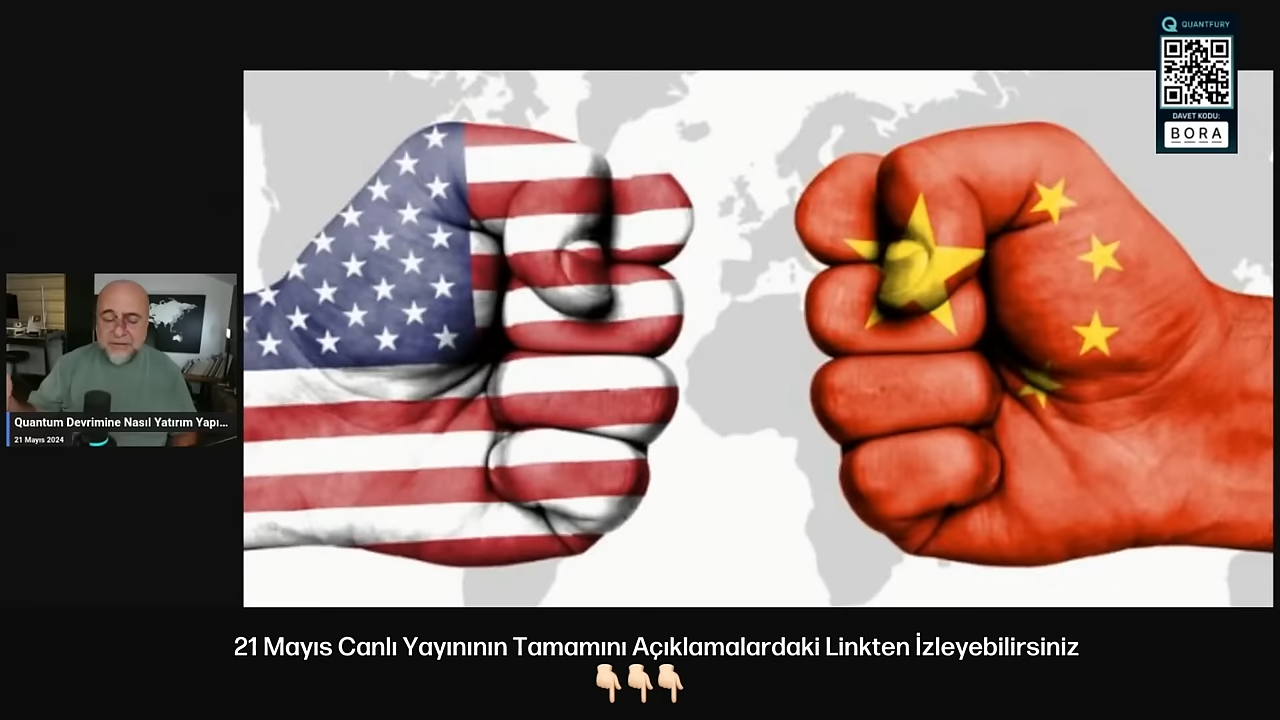 QUANTFURY
DAVET KODU:
BORA
Quantum Devrimine Nasıl Yatırım Yapı...
21 Mayıs 2024
21 Mayıs Canlı Yayınının Tamamını Açıklamalardaki Linkten İzleyebilirsiniz
👇🏻👇🏻👇🏻